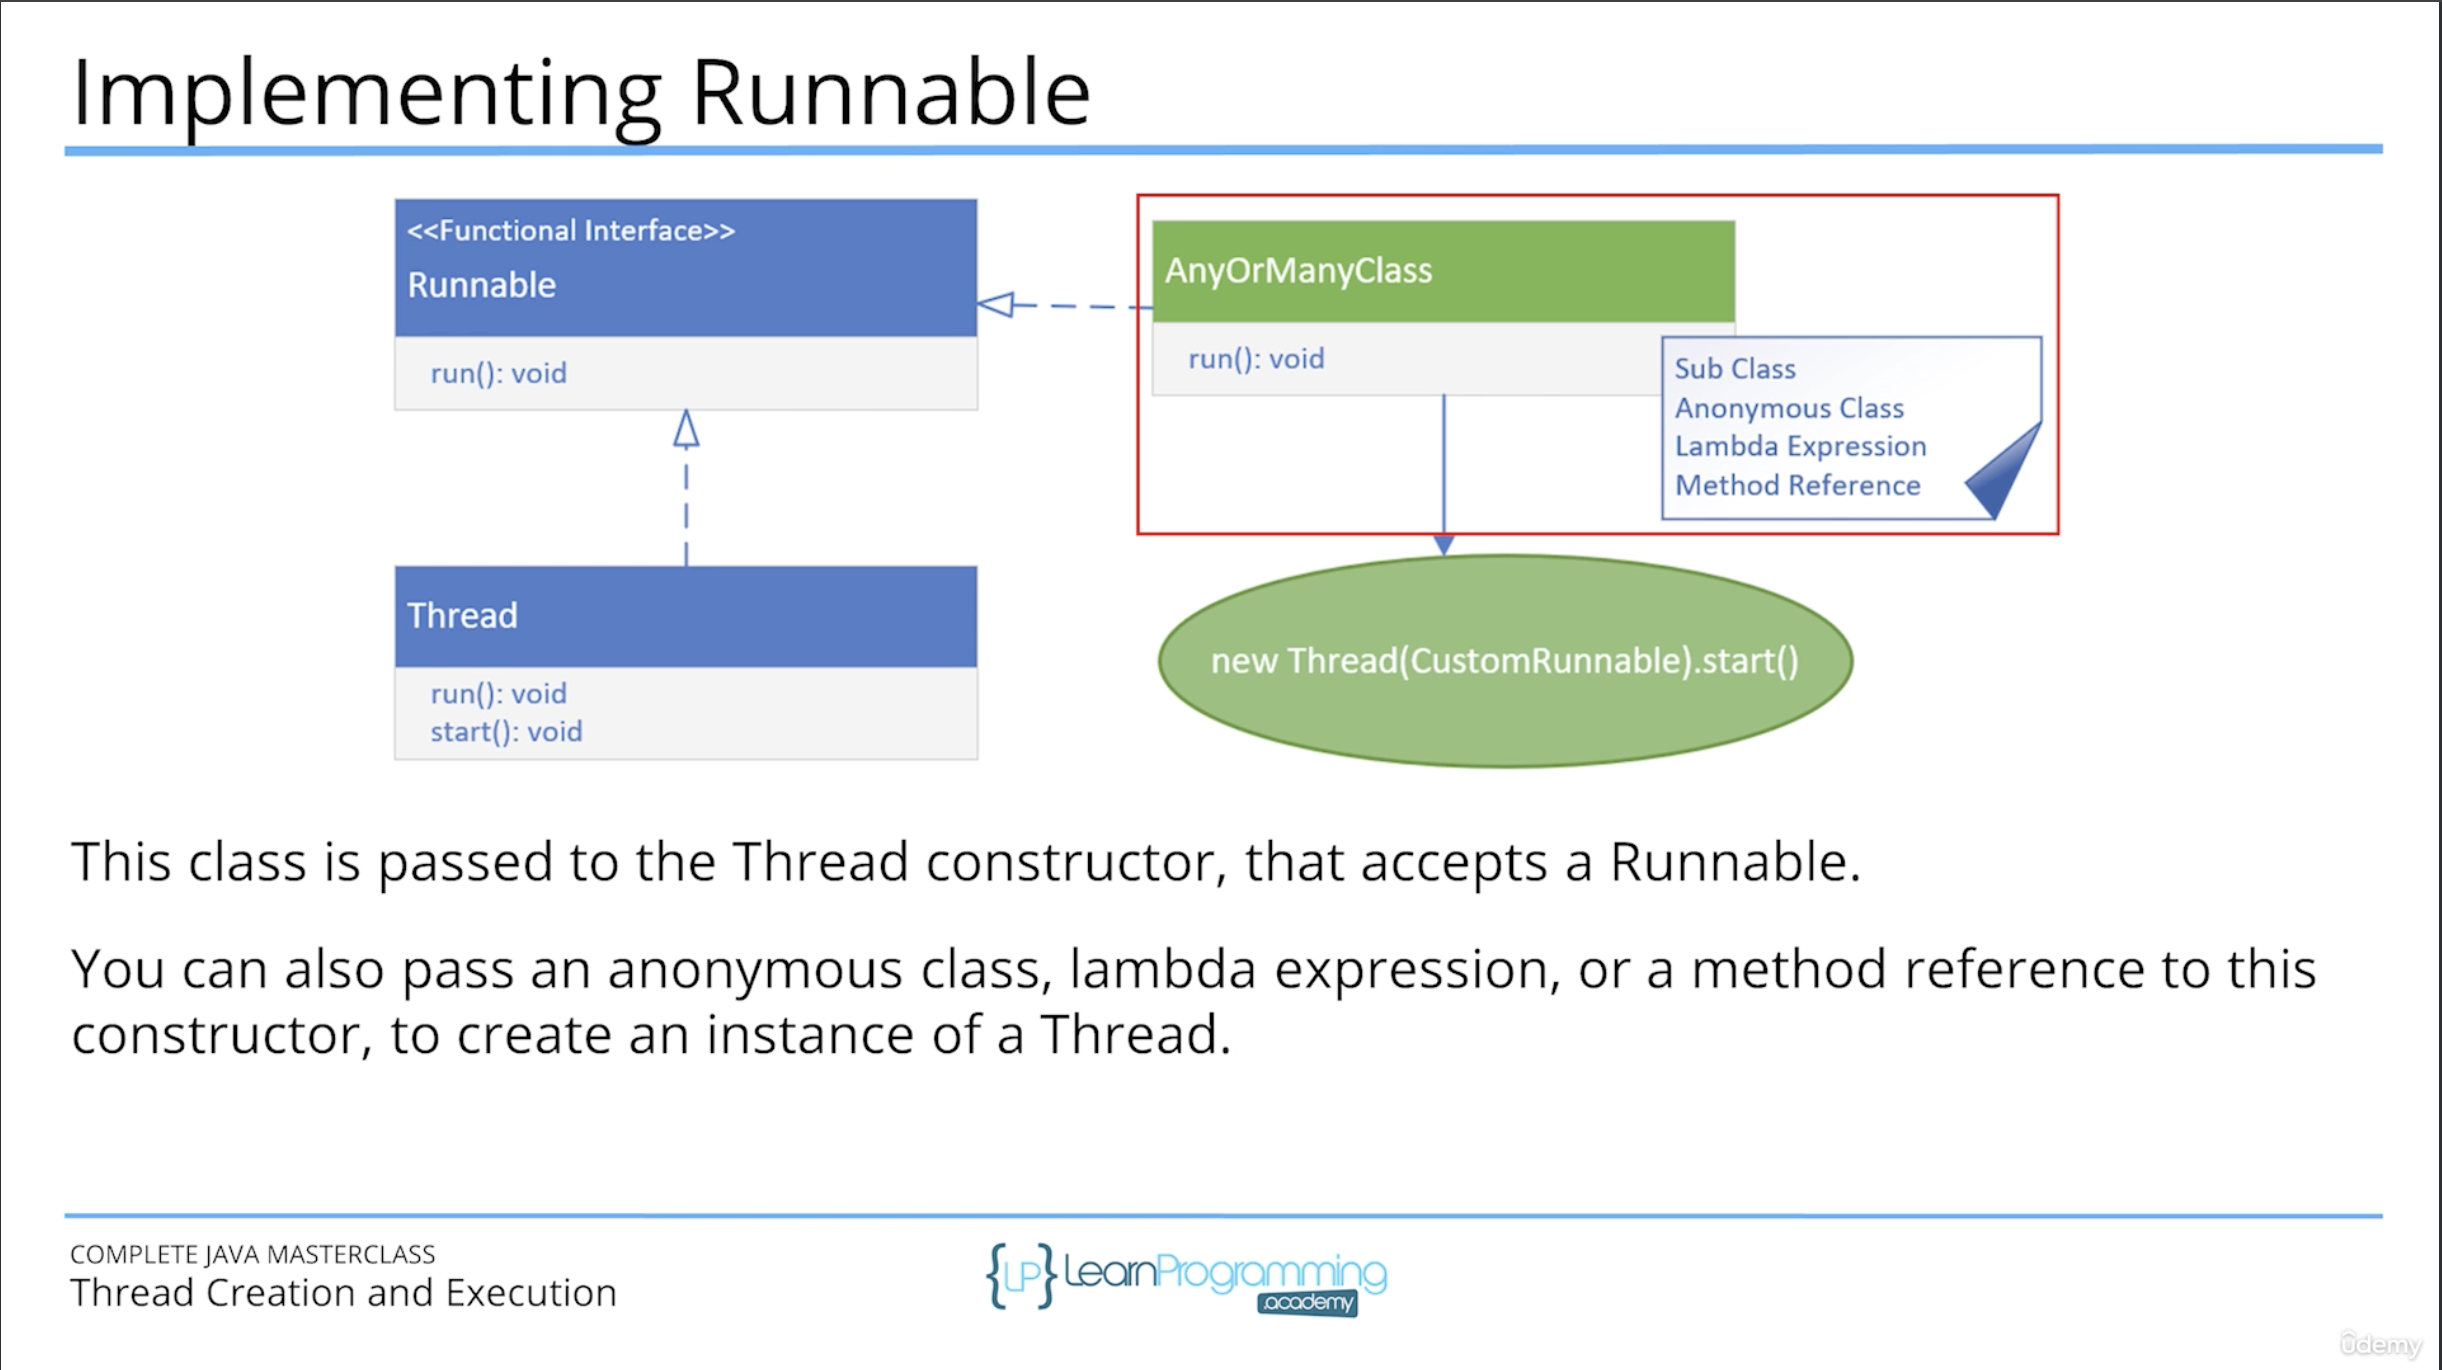 Implementing Runnable
<<Functional Interface>>
Runnable
run(): void
AnyOrManyClass
run(): void
Sub Class
Anonymous Class
Lambda Expression
Method Reference
Thread
run(): void
start(): void
new Thread(CustomRunnable).start()
This class is passed to the Thread constructor, that accepts a Runnable.
You can also pass an anonymous class, lambda expression, or a method reference to this
constructor, to create an instance of a Thread.
COMPLETE JAVA MASTERCLASS
Thread Creation and Execution
{LP} LearnProgramming
.academy
ûdemy